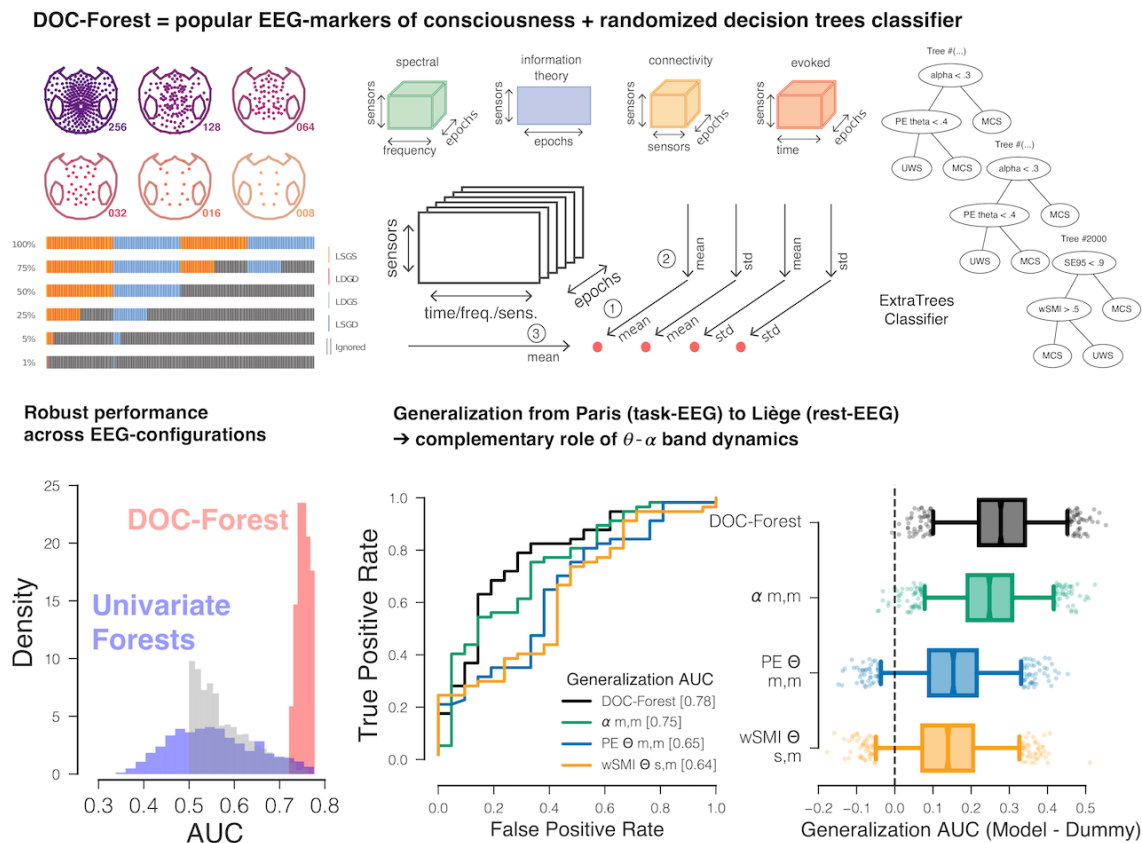 DOC-Forest = popular EEG-markers of consciousness + randomized decision trees classifier
256
128
064
032
016
008
100%
75%
50%
25%
5%
1%
LSGS
LDGD
LDGS
LSGD
Ignored
spectral
sensors
frequency
epochs
information
theory
sensors
epochs
connectivity
sensors
sensors
epochs
evoked
sensors
time
epochs
sensors
time/freq./sens.
epochs
2
mean
std
mean
std
1
mean
mean
std
std
3
mean
Tree #(...)
alpha < .3
PE theta < .4
MCS
UWS
MCS
Tree #(...)
alpha < .3
PE theta < .4
MCS
UWS
MCS
Tree #2000
SE95 < .9
wSMI > .5
MCS
MCS
UWS
ExtraTrees
Classifier
Robust performance
across EEG-configurations
25
20
15
10
5
0
Density
DOC-Forest
Univariate
Forests
0.3
0.4
0.5
0.6
0.7
0.8
AUC
Generalization from Paris (task-EEG) to Liège (rest-EEG)
→ complementary role of θ-α band dynamics
1.0
0.8
0.6
0.4
0.2
0.0
True Positive Rate
Generalization AUC
DOC-Forest [0.78]
α m,m [0.75]
PE Θ m,m [0.65]
wSMI Θ s,m [0.64]
0.0
0.2
0.4
0.6
0.8
1.0
False Positive Rate
DOC-Forest
α m,m
PE Θ
m,m
wSMI Θ
s,m
−0.2
−0.1
0.0
0.1
0.2
0.3
0.4
0.5
Generalization AUC (Model - Dummy)